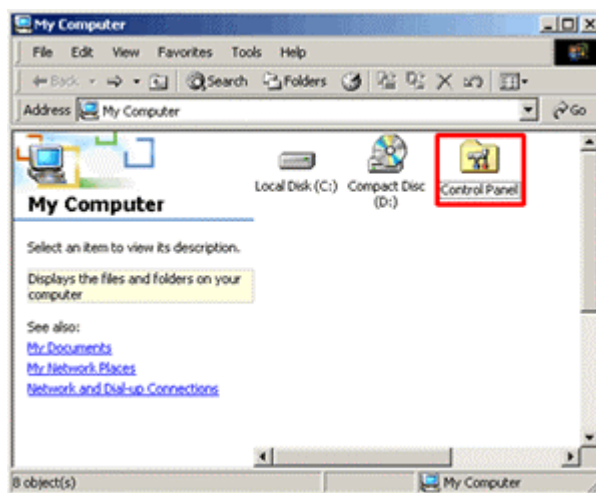 My Computer
File Edit View Favorites Tools Help
Back Search Folders
Address My Computer Go
Local Disk (C:) Compact Disc (D:) Control Panel
My Computer
Select an item to view its description.
Displays the files and folders on your
computer
See also:
My Documents
My Network Places
Network and Dial-up Connections
8 object(s) My Computer